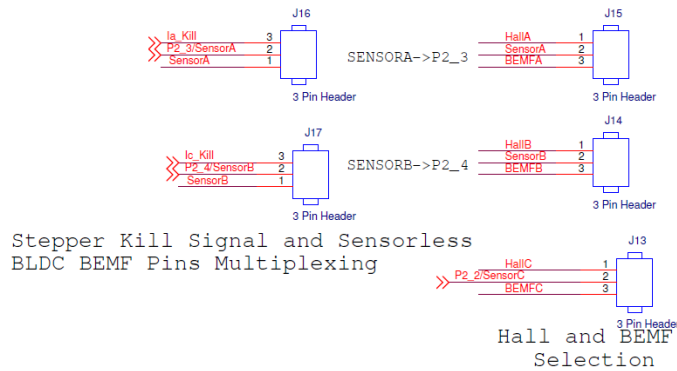 J16
Ia_Kill 3
P2_3/SensorA 2
SensorA 1
3 Pin Header
SENSORA->P2_3
J15
HallA 1
SensorA 2
BEMFA 3
3 Pin Header
J17
Ic_Kill 3
P2_4/SensorB 2
SensorB 1
3 Pin Header
SENSORB->P2_4
J14
HallB 1
SensorB 2
BEMFB 3
3 Pin Header
Stepper Kill Signal and Sensorless
BLDC BEMF Pins Multiplexing
J13
HallC 1
P2_2/SensorC 2
BEMFC 3
3 Pin Header
Hall and BEMF
Selection